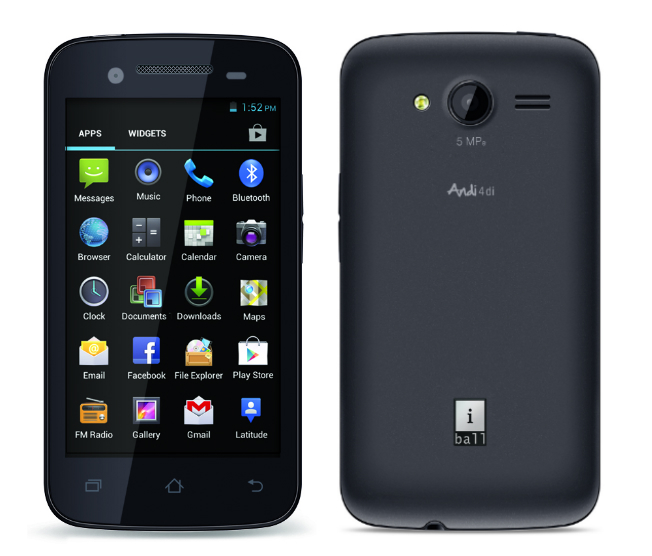 1:52 PM
APPS WIDGETS
Messages Music Phone Bluetooth
Browser Calculator Calendar Camera
Clock Documents Downloads Maps
Email Facebook File Explorer Play Store
FM Radio Gallery Gmail Latitude
5 MP
Andi 4di
i
ball